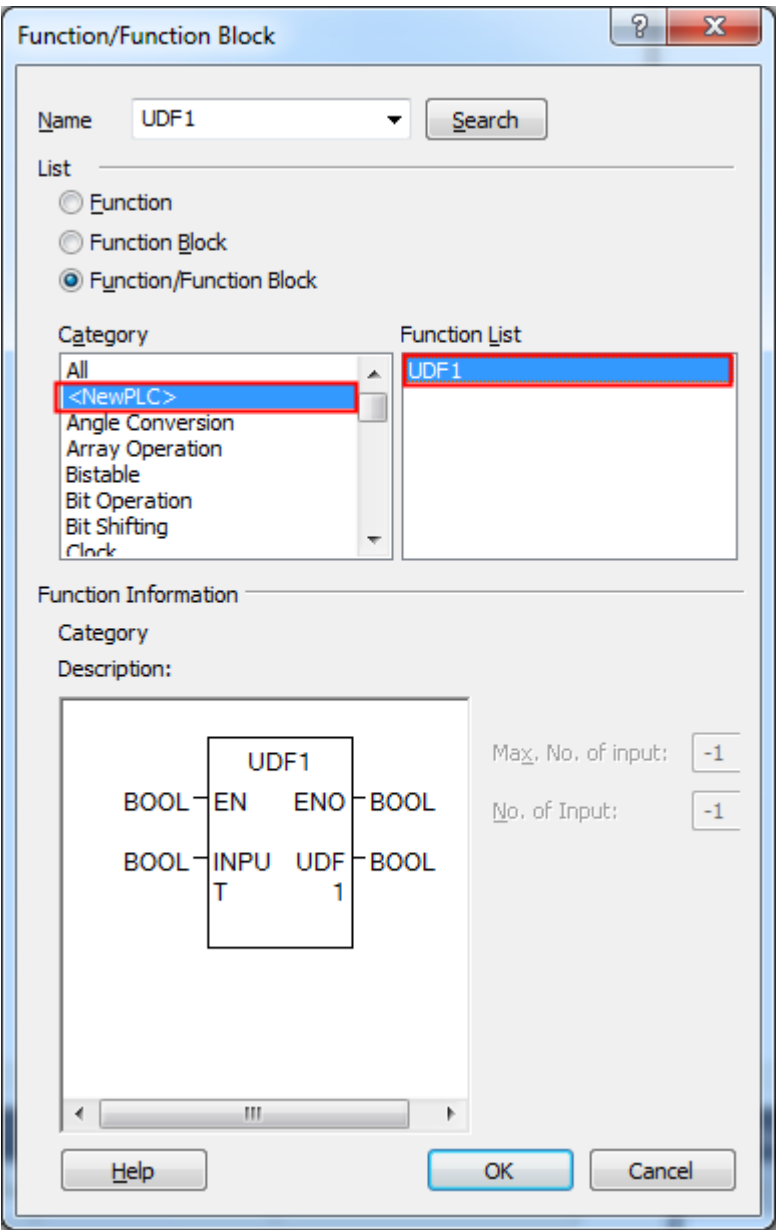 Function/Function Block
Name UDF1 Search
List
Function
Function Block
Function/Function Block
Category Function List
All UDF1
<NewPLC>
Angle Conversion
Array Operation
Bistable
Bit Operation
Bit Shifting
Clock
Function Information
Category
Description:
UDF1
BOOL EN ENO BOOL
BOOL INPU UDF BOOL
T 1
Max. No. of input: -1
No. of Input: -1
Help OK Cancel